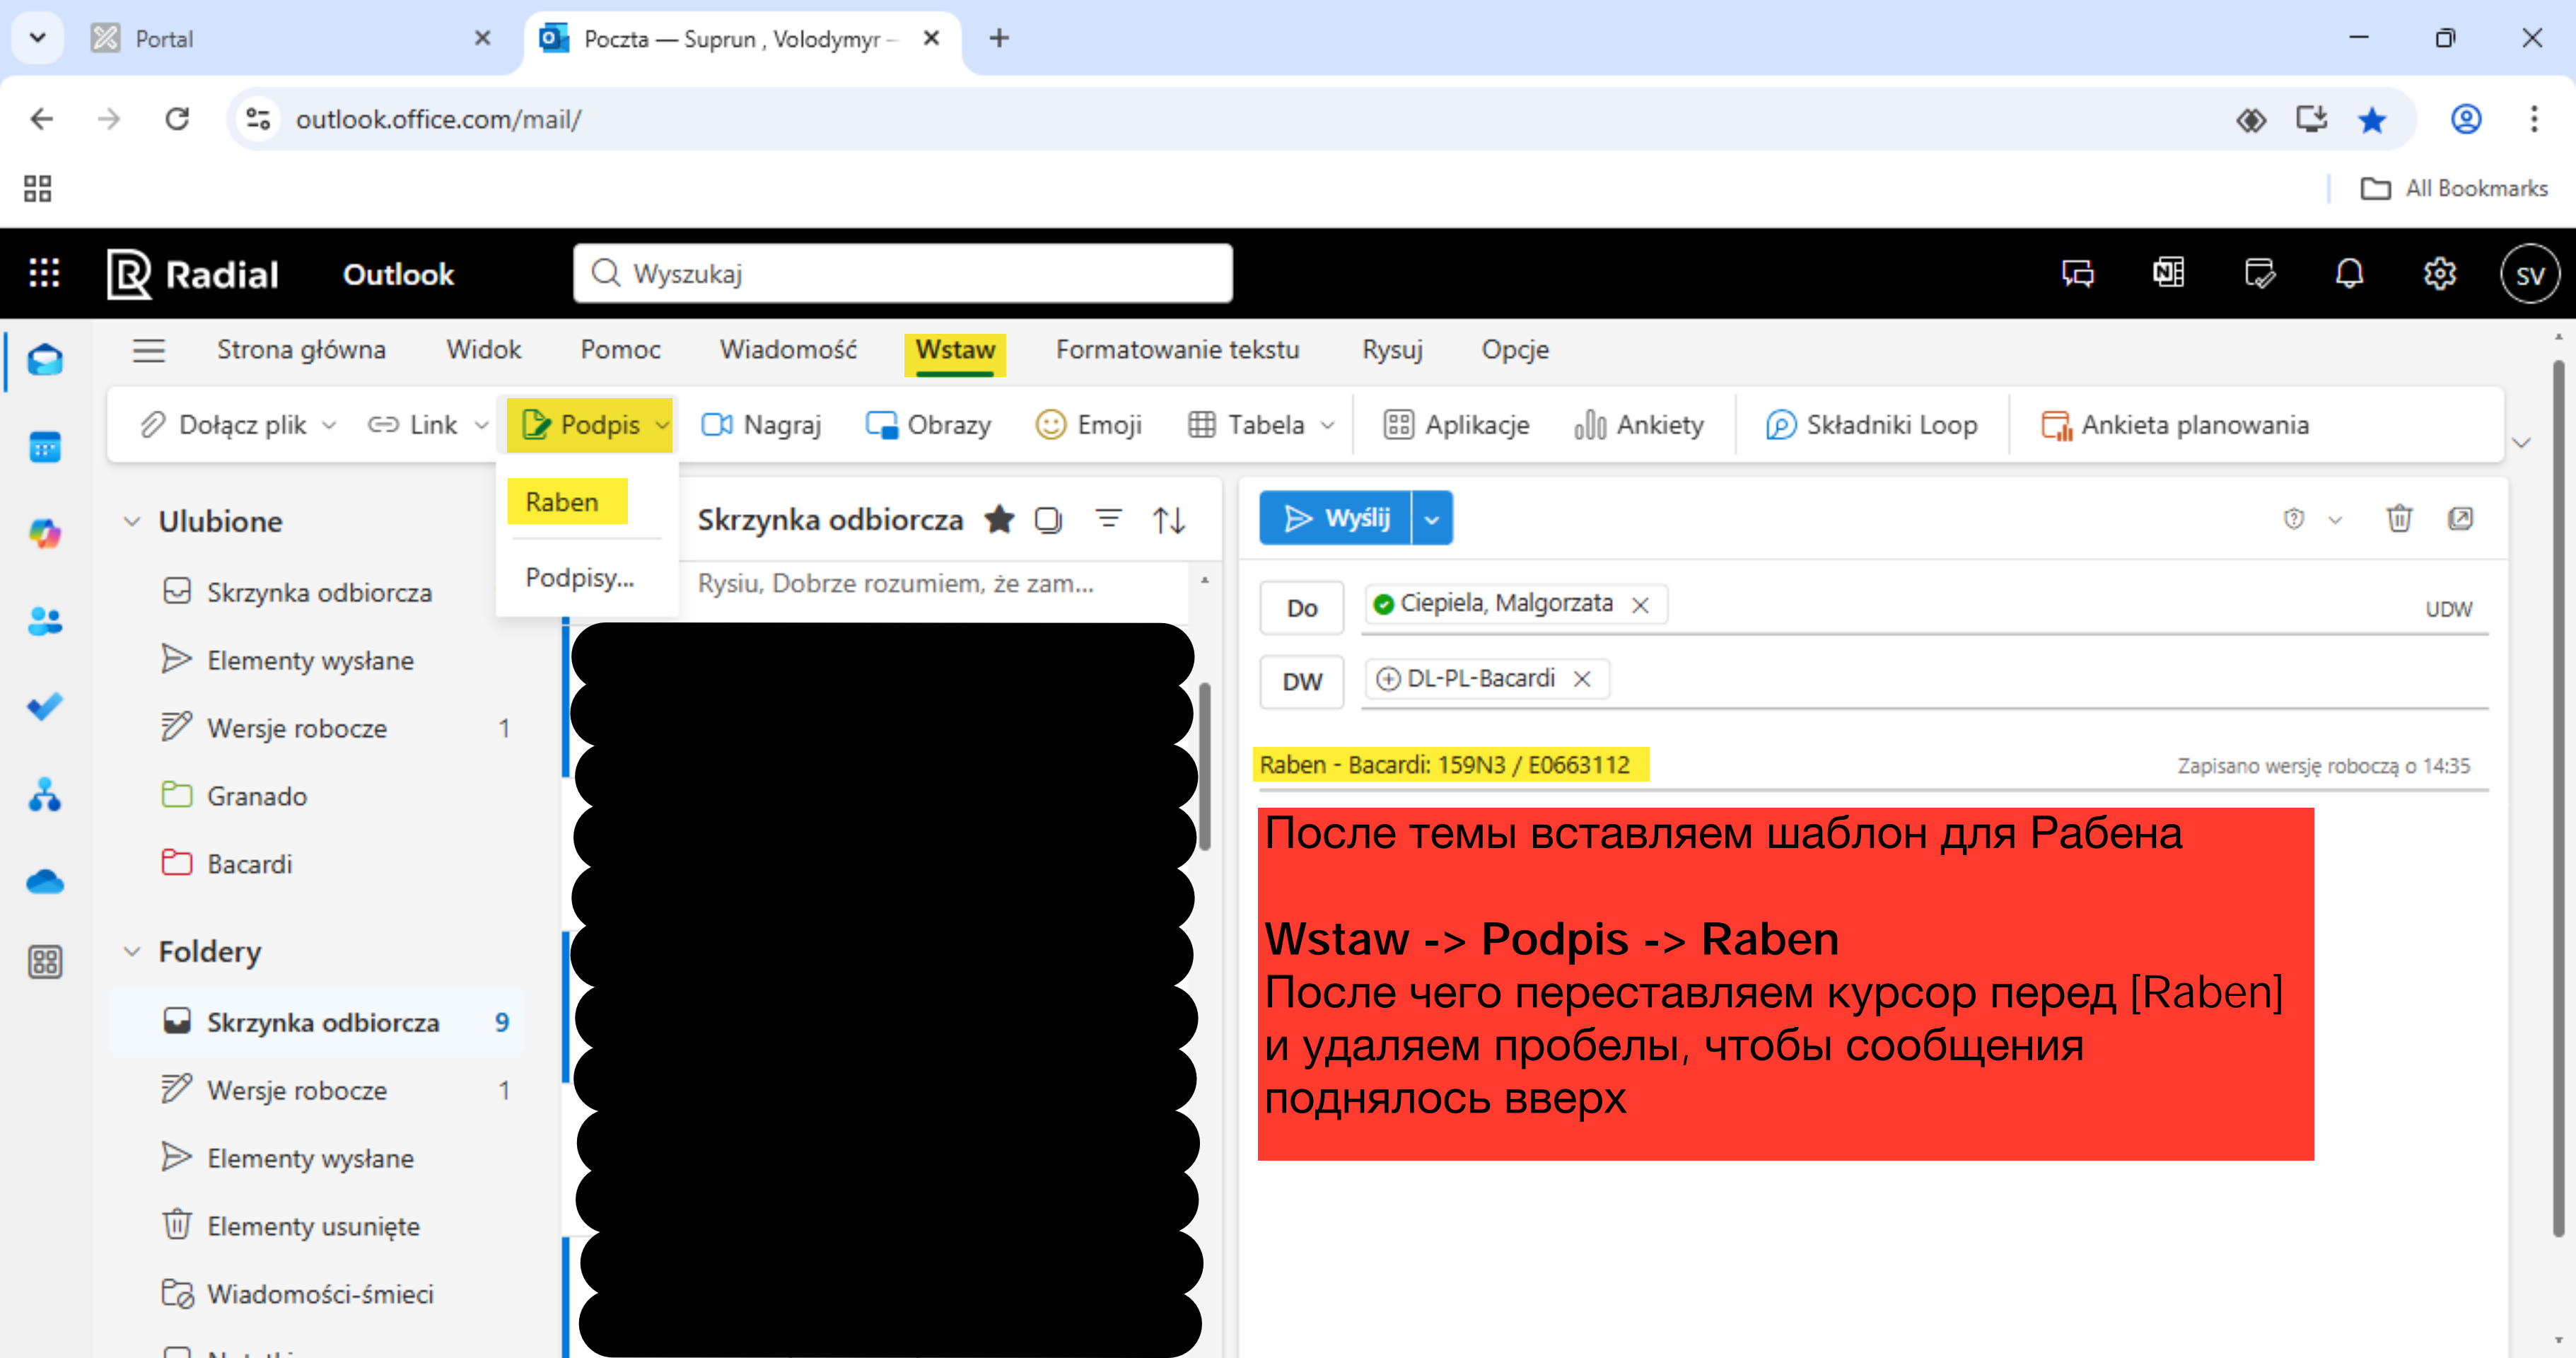 Portal
Poczta — Suprun , Volodymyr –
outlook.office.com/mail/
All Bookmarks
Radial
Outlook
Wyszukaj
SV
Strona główna
Widok
Pomoc
Wiadomość
Wstaw
Formatowanie tekstu
Rysuj
Opcje
Dołącz plik
Link
Podpis
Nagraj
Obrazy
Emoji
Tabela
Aplikacje
Ankiety
Składniki Loop
Ankieta planowania
Raben
Podpisy...
Ulubione
Skrzynka odbiorcza
Elementy wysłane
Wersje robocze 1
Granado
Bacardi
Foldery
Skrzynka odbiorcza 9
Wersje robocze 1
Elementy wysłane
Elementy usunięte
Wiadomości-śmieci
Skrzynka odbiorcza
Rysiu, Dobrze rozumiem, że zam...
Wyślij
Do
Ciepiela, Malgorzata
UDW
DW
DL-PL-Bacardi
Raben - Bacardi: 159N3 / E0663112
Zapisano wersję roboczą o 14:35
После темы вставляем шаблон для Рабена
Wstaw -> Podpis -> Raben
После чего переставляем курсор перед [Raben]
и удаляем пробелы, чтобы сообщения
поднялось вверх